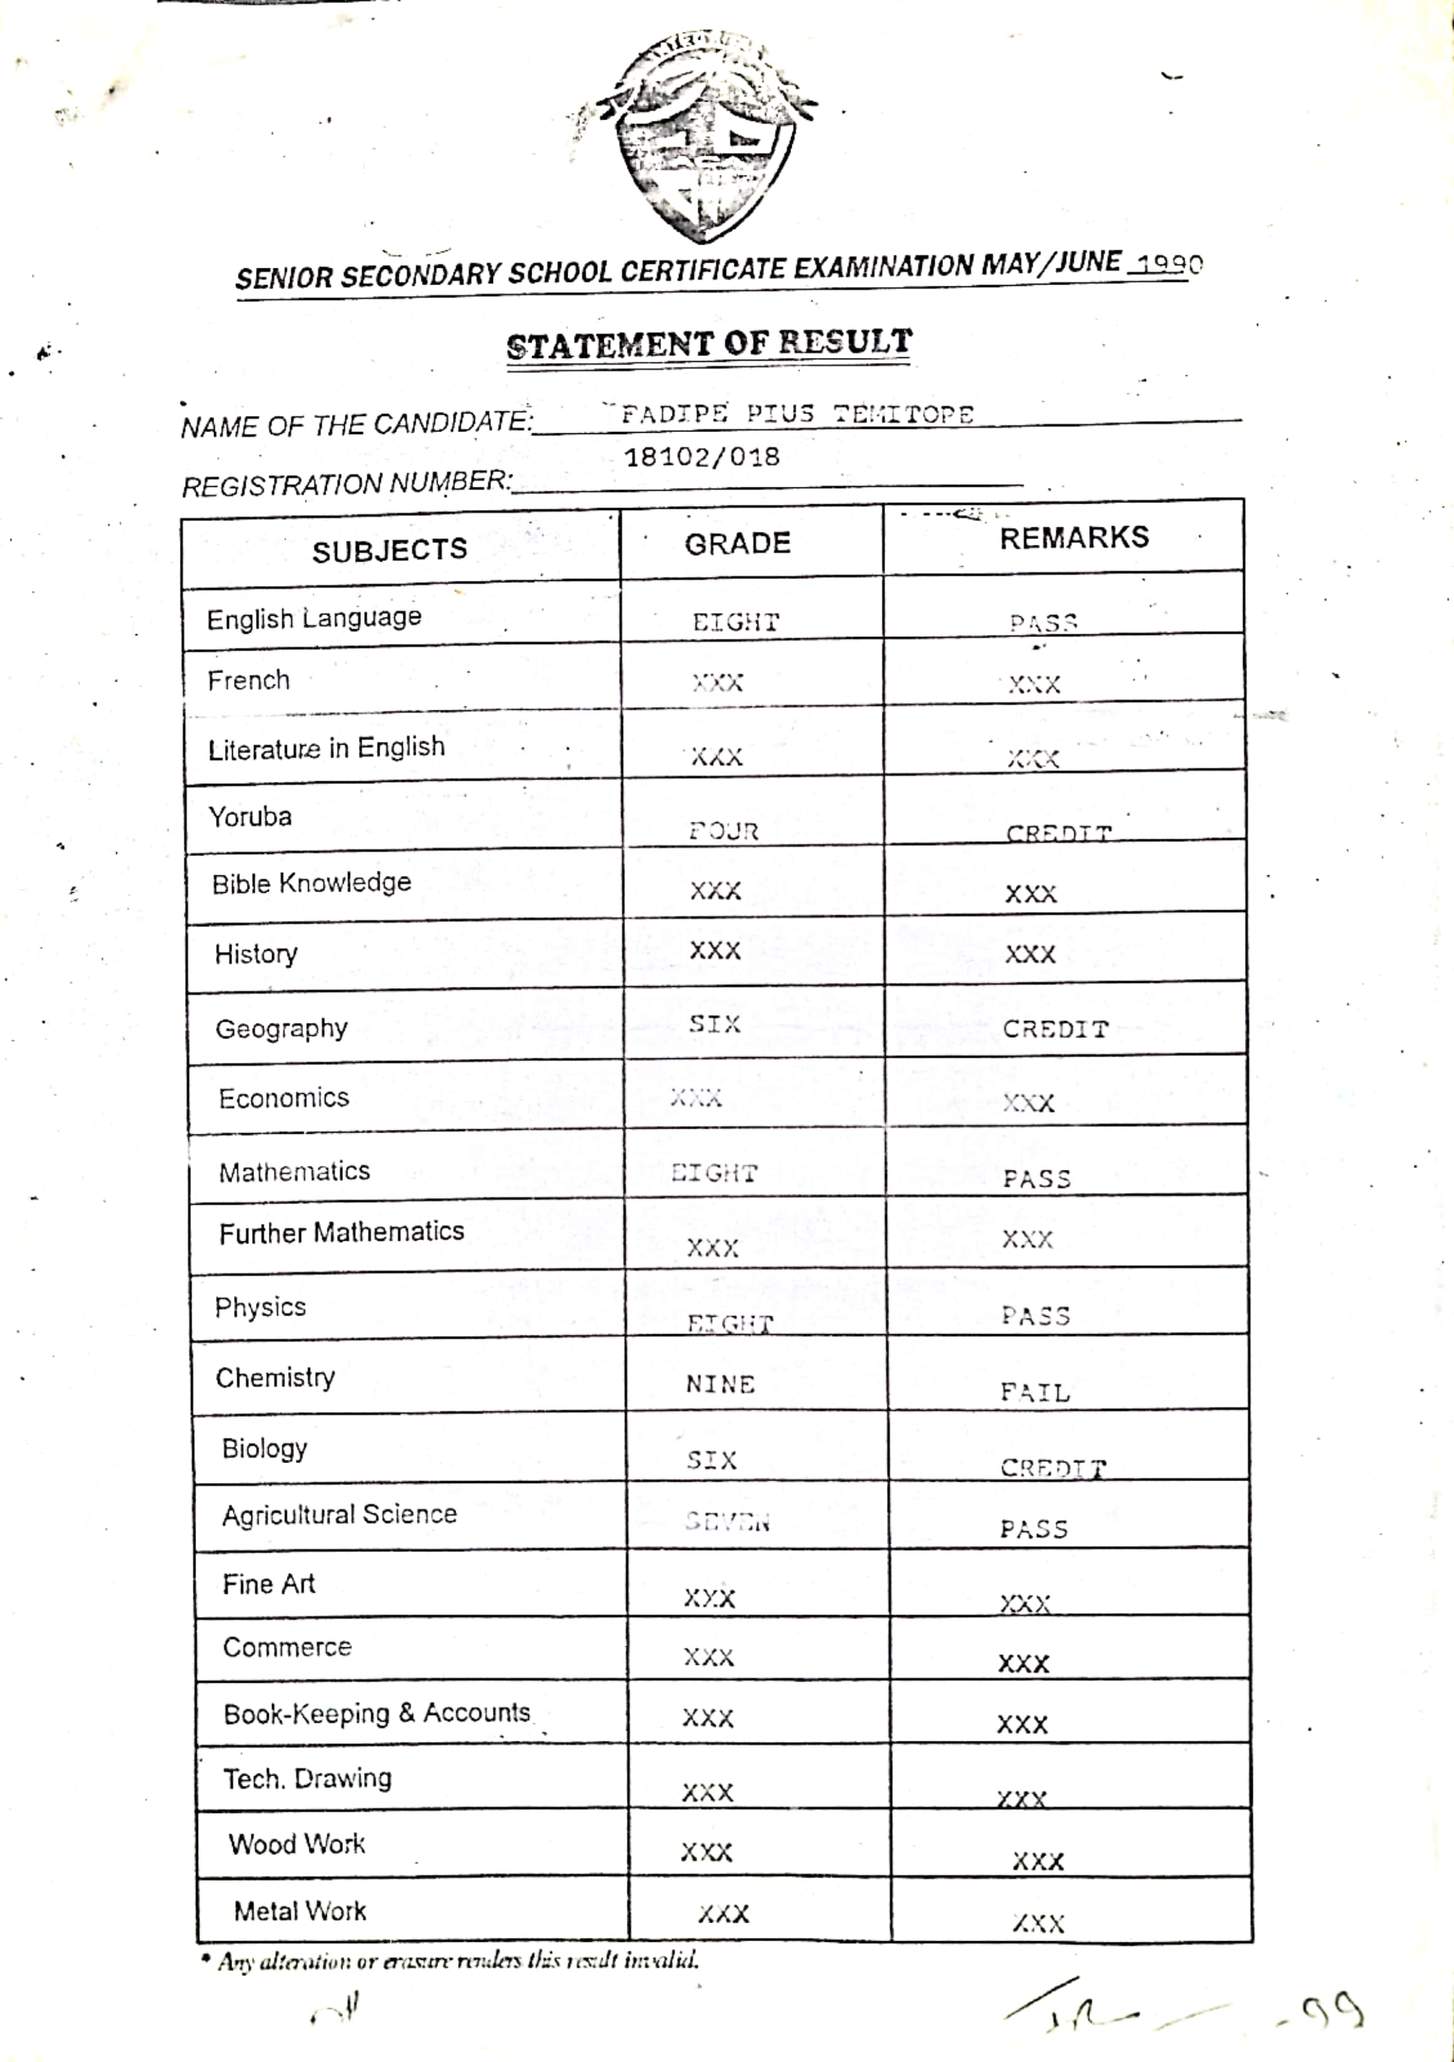 SENIOR SECONDARY SCHOOL CERTIFICATE EXAMINATION MAY/JUNE 1990
STATEMENT OF RESULT
NAME OF THE CANDIDATE: FADIPE PIUS TEMITOPE
REGISTRATION NUMBER: 18102/018
SUBJECTS GRADE REMARKS
English Language EIGHT PASS
French XXX XXX
Literature in English XXX XXX
Yoruba FOUR CREDIT
Bible Knowledge XXX XXX
History XXX XXX
Geography SIX CREDIT
Economics XXX XXX
Mathematics EIGHT PASS
Further Mathematics XXX XXX
Physics EIGHT PASS
Chemistry NINE FAIL
Biology SIX CREDIT
Agricultural Science SEVEN PASS
Fine Art XXX XXX
Commerce XXX XXX
Book-Keeping & Accounts XXX XXX
Tech. Drawing XXX XXX
Wood Work XXX XXX
Metal Work XXX XXX
* Any alteration or erasure renders this result invalid.